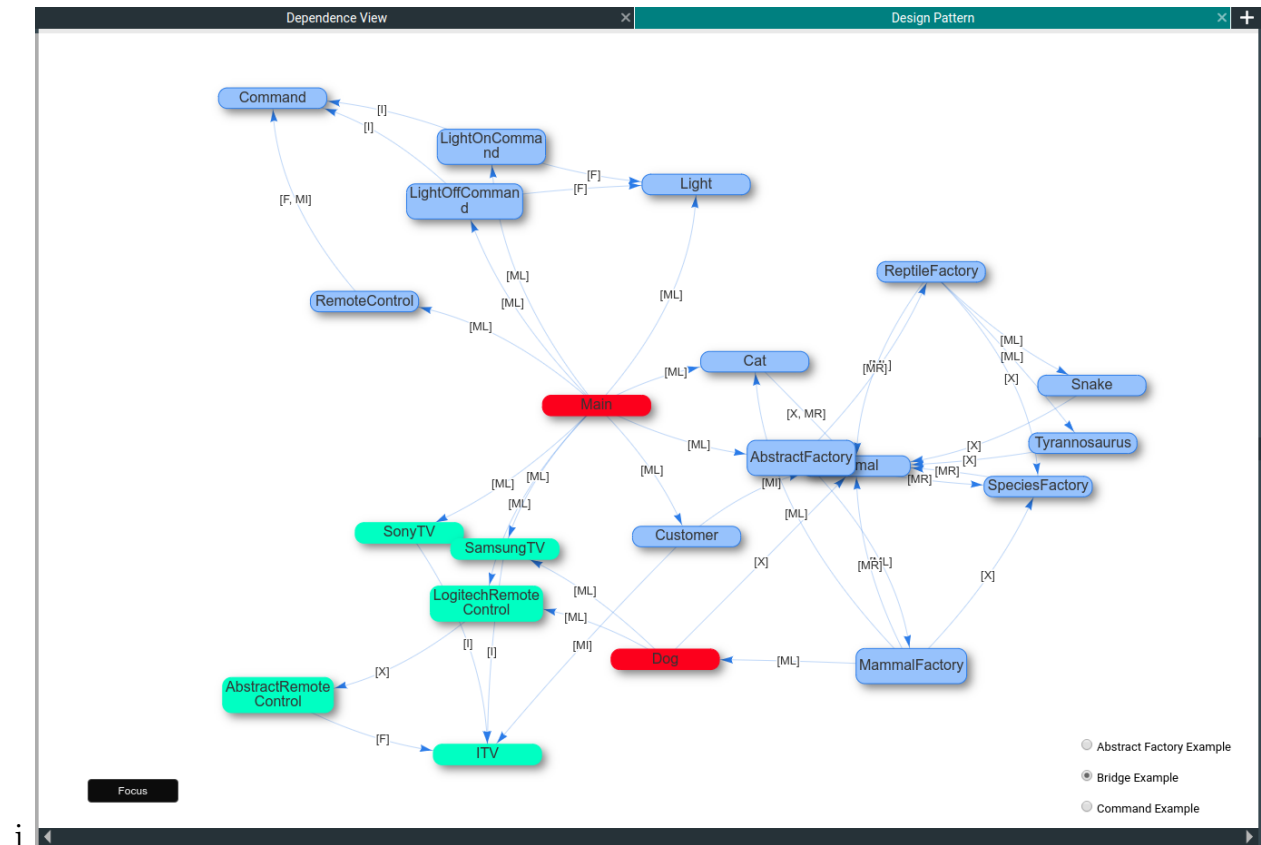 Dependence View
Design Pattern
Command
[I]
[I]
LightOnComma
nd
[F]
Light
LightOffComman
d
[F]
[F, MI]
ReptileFactory
[ML]
[ML]
[ML]
RemoteControl
[ML]
[ML]
[ML]
[X]
[MR]
Cat
[ML]
Snake
Main
[X, MR]
[ML]
[X]
Tyrannosaurus
[X]
AbstractFactory
mal
[MR]
[MR]
SpeciesFactory
[ML]
[ML]
[ML]
[ML]
[MI]
[ML]
SonyTV
SamsungTV
Customer
[X]
[MR]
[X]
LogitechRemote
Control
[ML]
[ML]
[I]
[I]
[MI]
[X]
Dog
[ML]
MammalFactory
AbstractRemote
Control
[F]
ITV
Abstract Factory Example
Bridge Example
Command Example
Focus
i